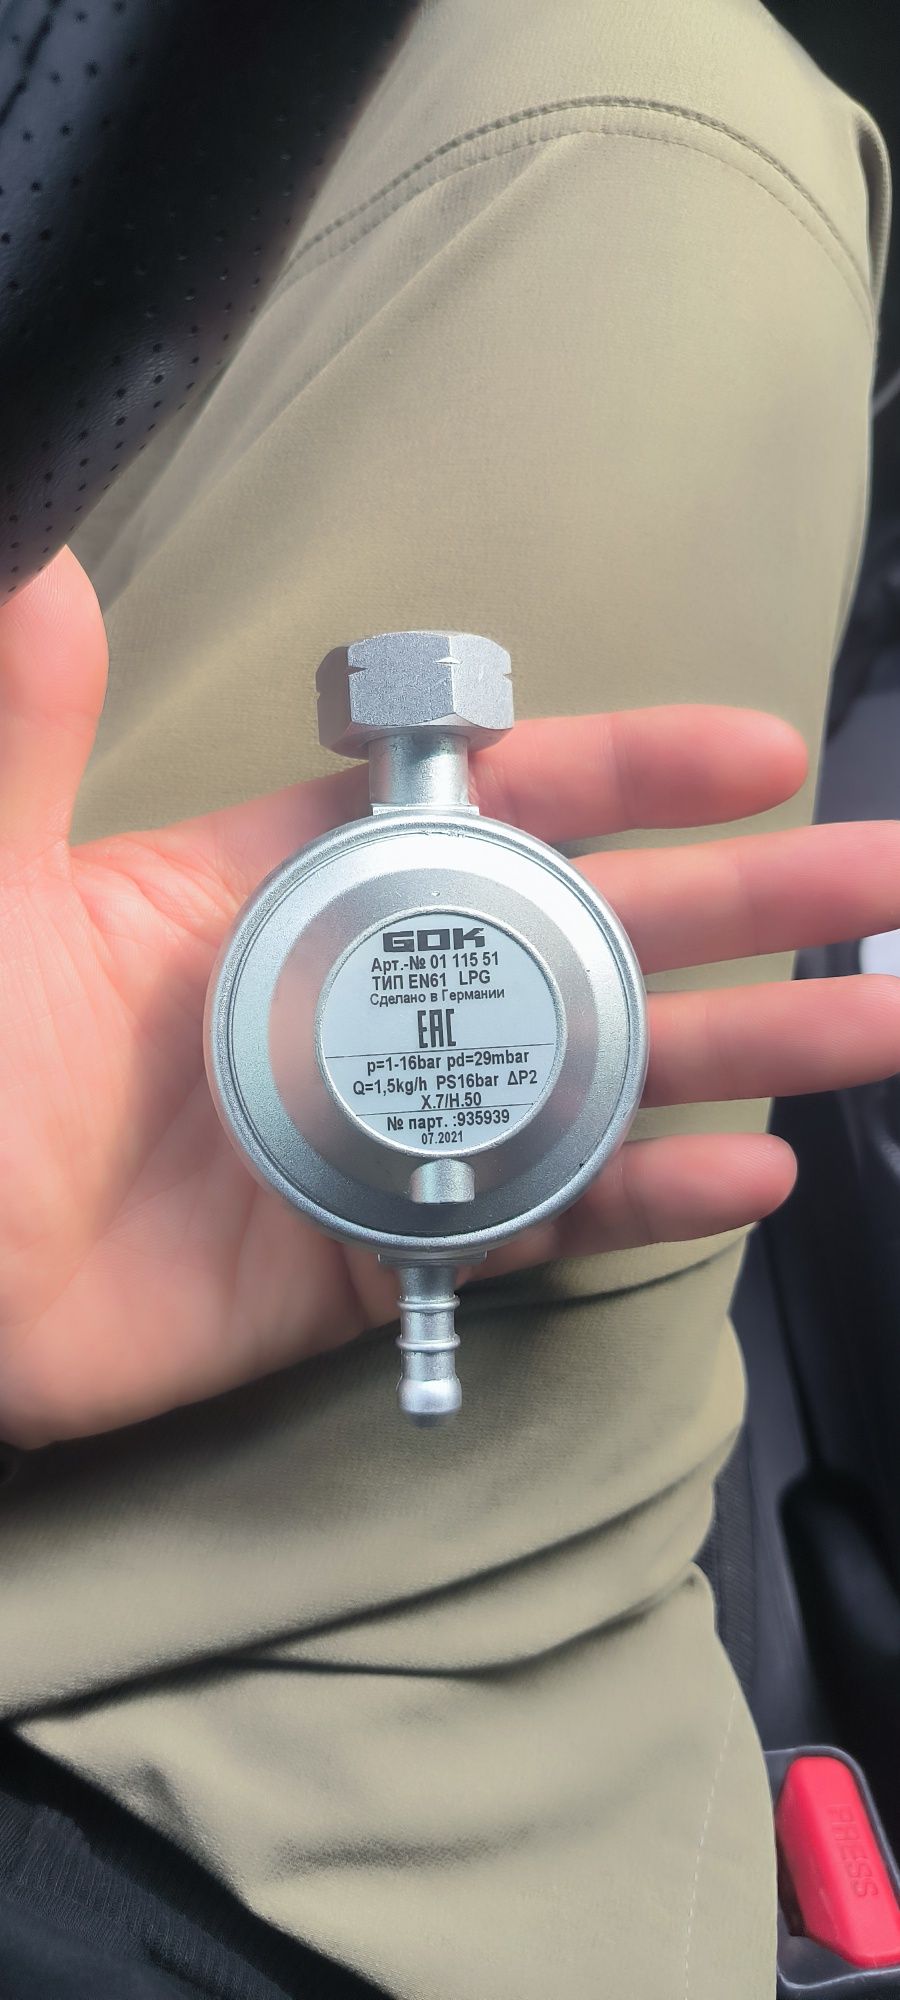 GOK
Арт.-№ 01 115 51
ТИП EN61 LPG
Сделано в Германии
EAC
p=1-16bar pd=29mbar
Q=1,5kg/h PS16bar ΔP2
X.7/H.50
№ парт. :935939
07.2021
PRESS